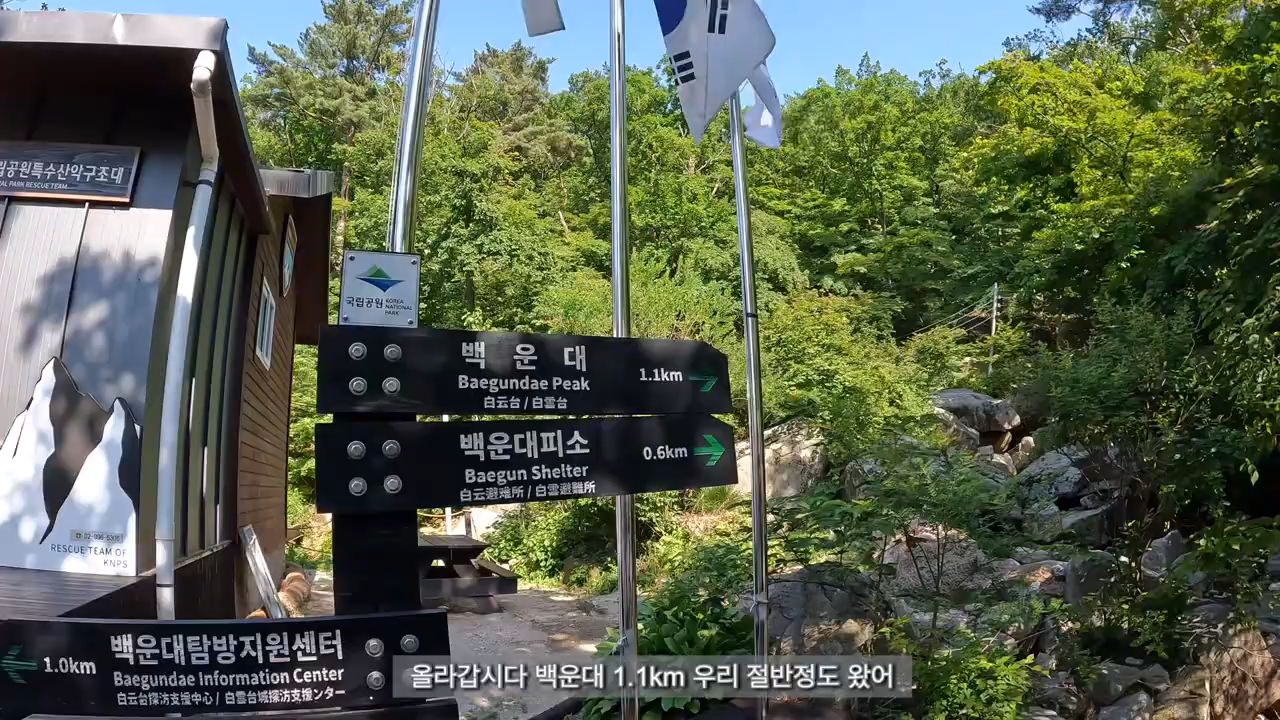 립공원특수산악구조대
AL PARK RESCUE TEAM
국립공원
KOREA
NATIONAL
PARK
백운대
Baegundae Peak
白云台 / 白雲台
1.1km
백운대피소
Baegun Shelter
白云避难所 / 白雲避難所
0.6km
RESCUE TEAM OF
KNPS
1.0km
백운대탐방지원센터
Baegundae Information Center
白云台探访支援中心 / 白雲台域探訪支援センター
올라갑시다 백운대 1.1km 우리 절반정도 왔어